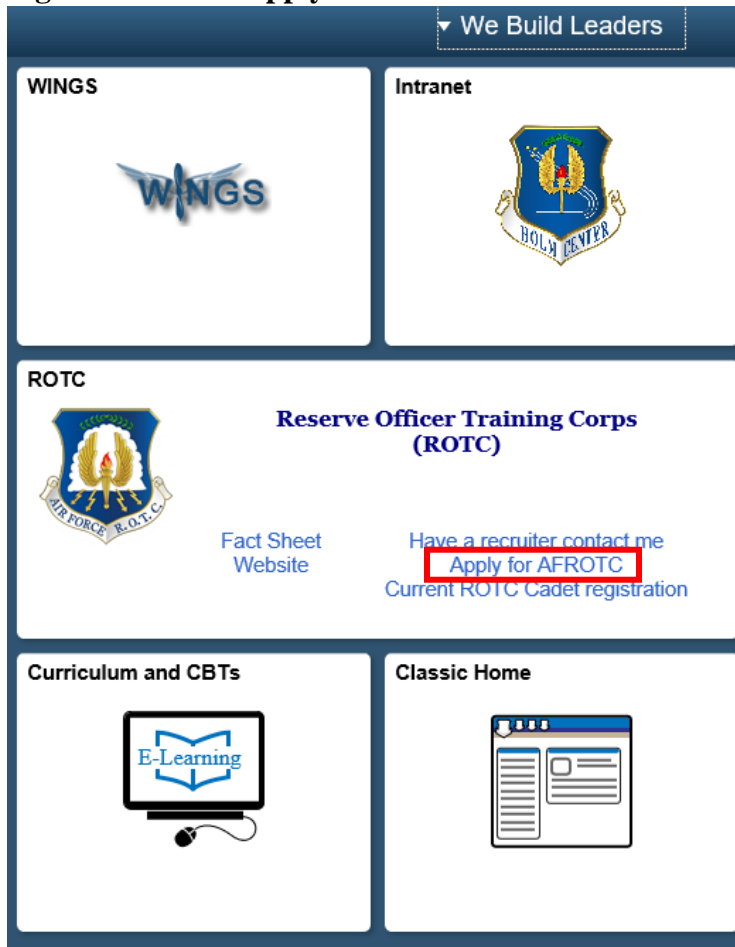 We Build Leaders
WINGS
Intranet
WINGS
HOLM CENTER
ROTC
Reserve Officer Training Corps
(ROTC)
AIR FORCE R.O.T.C.
Fact Sheet
Have a recruiter contact me
Website
Apply for AFROTC
Current ROTC Cadet registration
Curriculum and CBTs
Classic Home
E-Learning